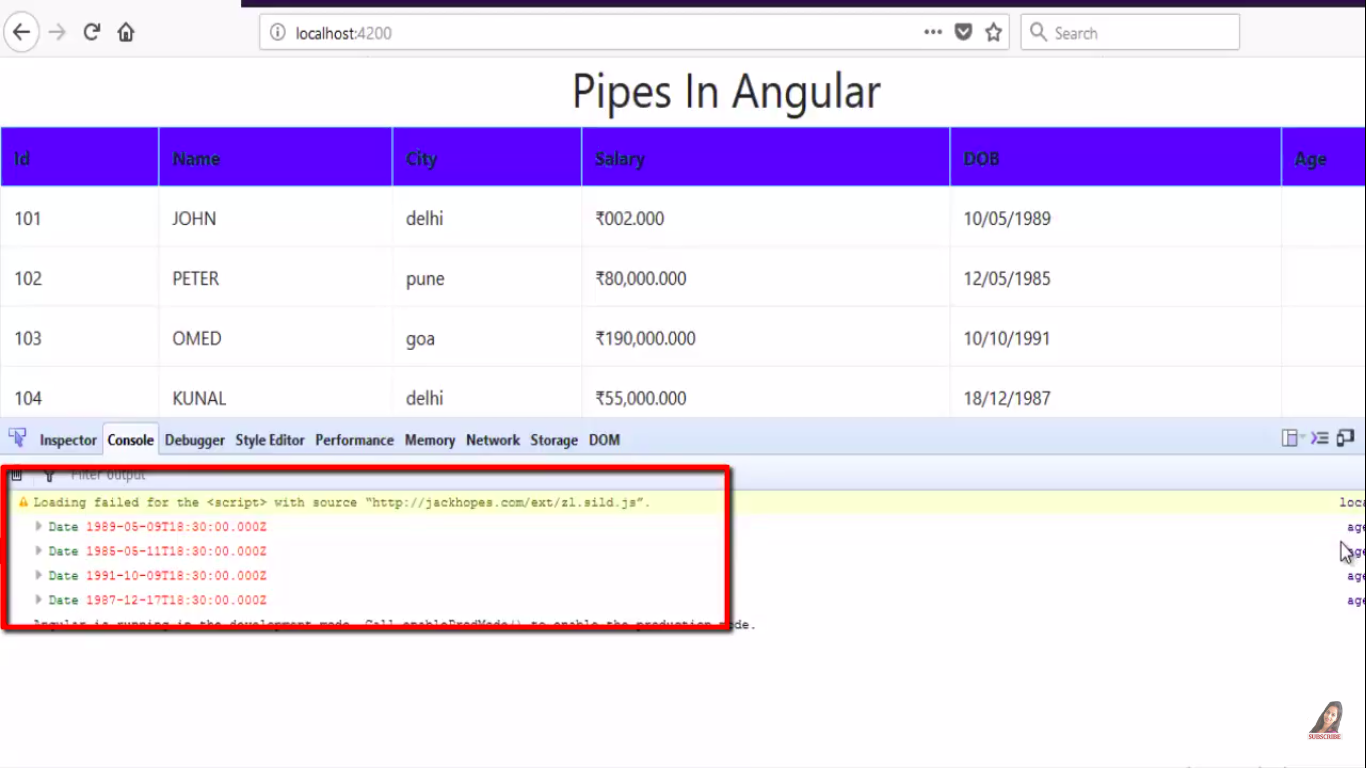 localhost:4200
Search
Pipes In Angular
Id Name City Salary DOB Age
101 JOHN delhi ₹002.000 10/05/1989
102 PETER pune ₹80,000.000 12/05/1985
103 OMED goa ₹190,000.000 10/10/1991
104 KUNAL delhi ₹55,000.000 18/12/1987
Inspector Console Debugger Style Editor Performance Memory Network Storage DOM
Filter output
Loading failed for the <script> with source "http://jackhopes.com/ext/zl.sild.js". loca
Date 1989-05-09T18:30:00.000Z age
Date 1985-05-11T18:30:00.000Z age
Date 1991-10-09T18:30:00.000Z age
Date 1987-12-17T18:30:00.000Z age
Angular is running in the development mode. Call enableProdMode() to enable the production mode.
SUBSCRIBE